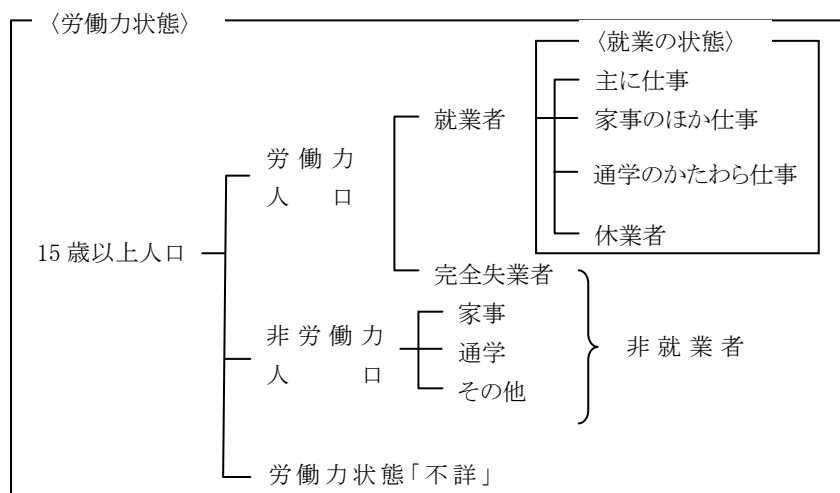 〈労働力状態〉
〈就業の状態〉
主に仕事
就業者
家事のほか仕事
労働力
人口
通学のかたわら仕事
15歳以上人口
休業者
完全失業者
家事
非労働力
人口
通学
非就業者
その他
労働力状態「不詳」